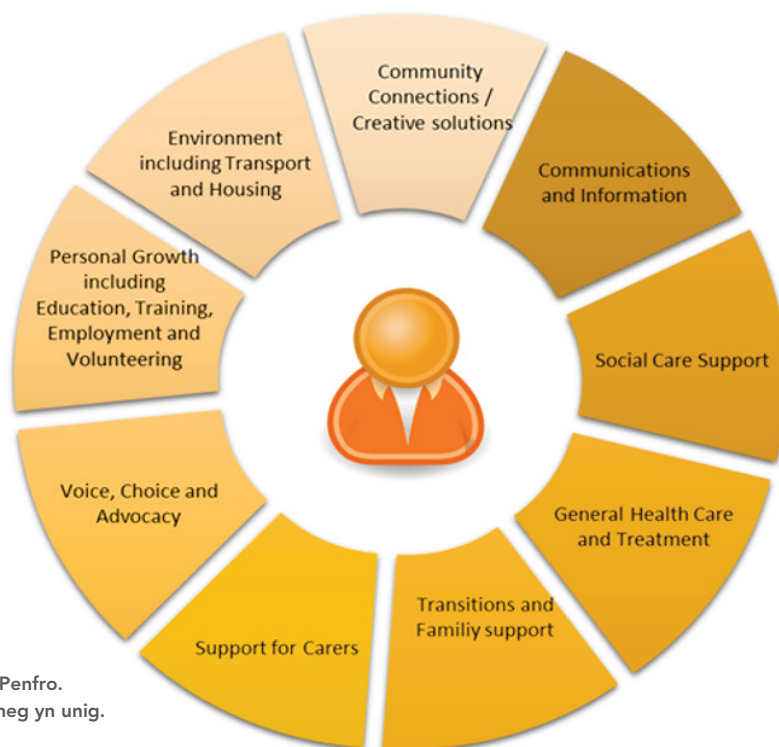 Community
Connections /
Creative solutions
Communications
and Information
Social Care Support
General Health Care
and Treatment
Transitions and
Familiy support
Support for Carers
Voice, Choice and
Advocacy
Personal Growth
including
Education, Training,
Employment and
Volunteering
Environment
including Transport
and Housing
Penfro.
neg yn unig.